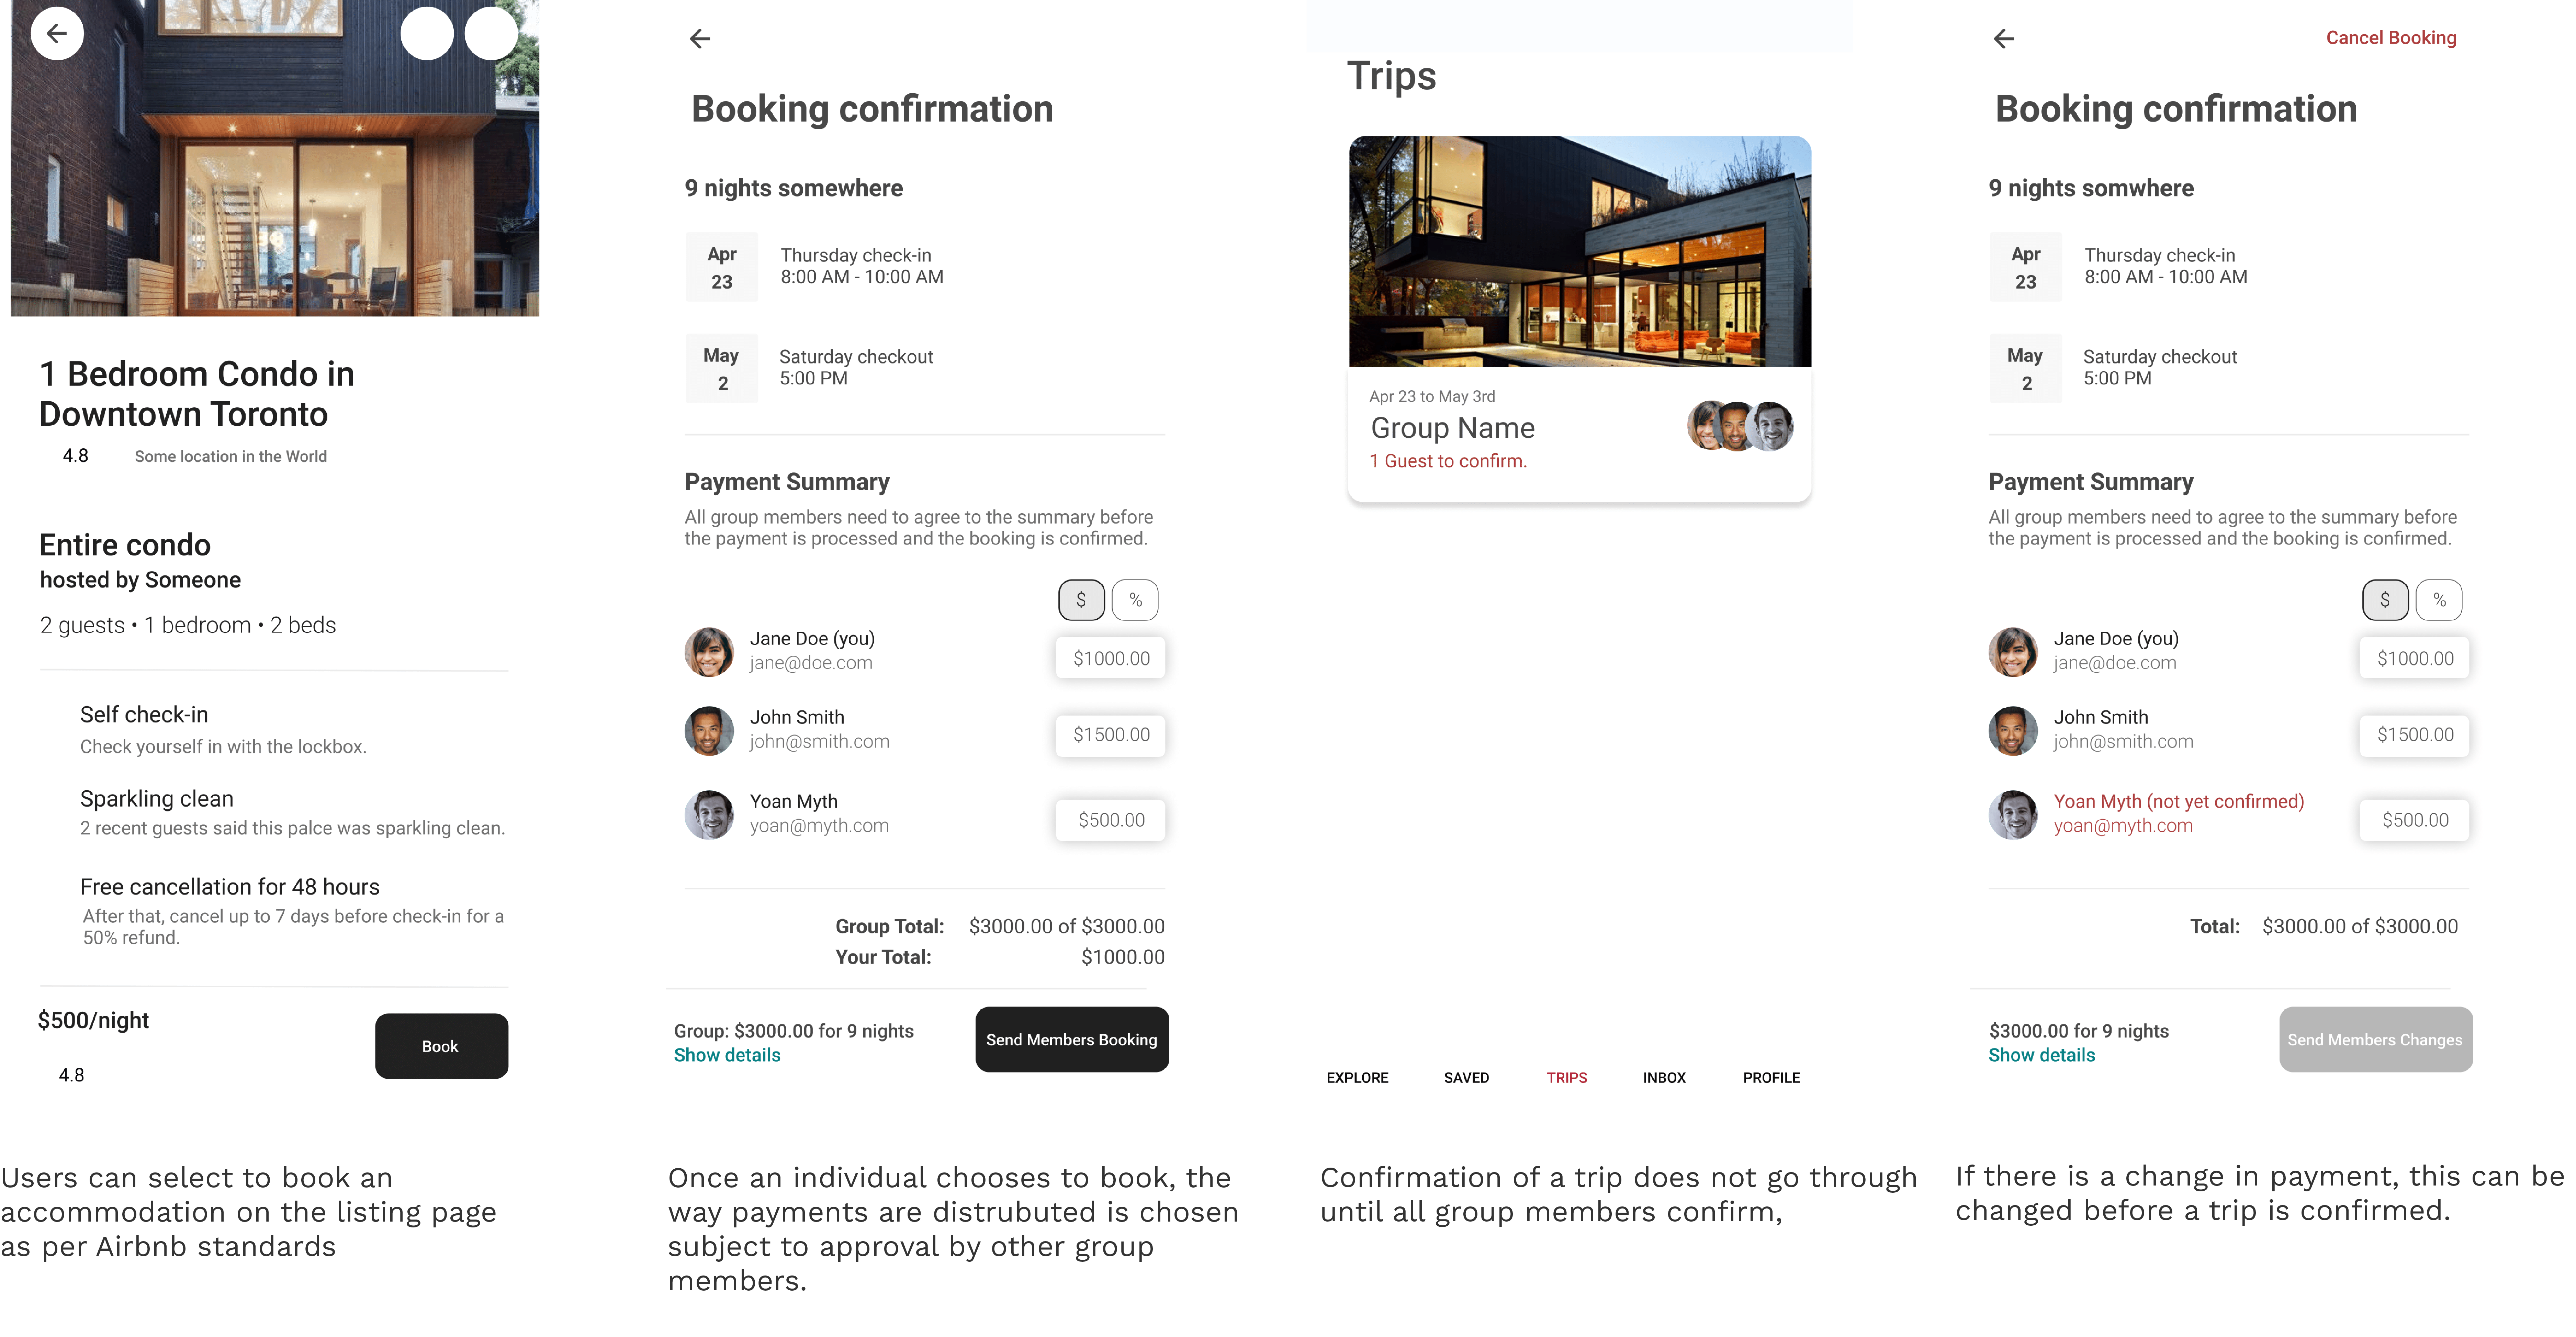 1 Bedroom Condo in
Downtown Toronto
4.8 Some location in the World
Entire condo
hosted by Someone
2 guests • 1 bedroom • 2 beds
Self check-in
Check yourself in with the lockbox.
Sparkling clean
2 recent guests said this palce was sparkling clean.
Free cancellation for 48 hours
After that, cancel up to 7 days before check-in for a
50% refund.
$500/night
Book
4.8
Users can select to book an
accommodation on the listing page
as per Airbnb standards
Booking confirmation
9 nights somewhere
Apr
23
Thursday check-in
8:00 AM - 10:00 AM
May
2
Saturday checkout
5:00 PM
Payment Summary
All group members need to agree to the summary before
the payment is processed and the booking is confirmed.
$ %
Jane Doe (you)
jane@doe.com
$1000.00
John Smith
john@smith.com
$1500.00
Yoan Myth
yoan@myth.com
$500.00
Group Total: $3000.00 of $3000.00
Your Total: $1000.00
Group: $3000.00 for 9 nights
Show details
Send Members Booking
Once an individual chooses to book, the
way payments are distrubuted is chosen
subject to approval by other group
members.
Trips
Apr 23 to May 3rd
Group Name
1 Guest to confirm.
EXPLORE SAVED TRIPS INBOX PROFILE
Confirmation of a trip does not go through
until all group members confirm,
Cancel Booking
Booking confirmation
9 nights somwhere
Apr
23
Thursday check-in
8:00 AM - 10:00 AM
May
2
Saturday checkout
5:00 PM
Payment Summary
All group members need to agree to the summary before
the payment is processed and the booking is confirmed.
$ %
Jane Doe (you)
jane@doe.com
$1000.00
John Smith
john@smith.com
$1500.00
Yoan Myth (not yet confirmed)
yoan@myth.com
$500.00
Total: $3000.00 of $3000.00
$3000.00 for 9 nights
Show details
Send Members Changes
If there is a change in payment, this can be
changed before a trip is confirmed.